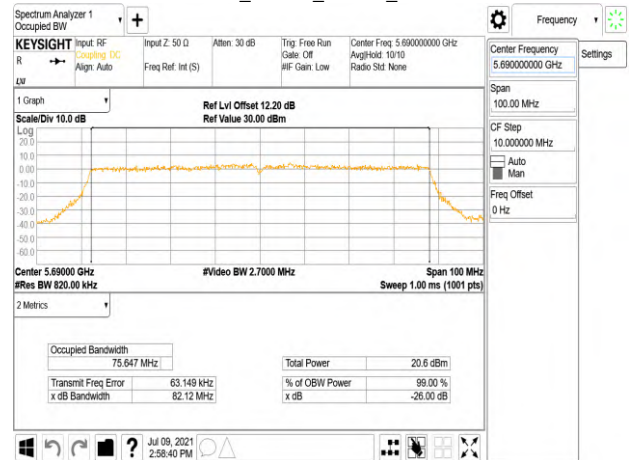 Spectrum Analyzer 1
Occupied BW
+
Frequency
KEYSIGHT
R
Input: RF
Coupling: DC
Align: Auto
Input Z: 50 Ω
Freq Ref: Int (S)
Atten: 30 dB
Trig: Free Run
Gate: Off
#IF Gain: Low
Center Freq: 5.690000000 GHz
Avg|Hold: 10/10
Radio Std: None
Center Frequency
5.690000000 GHz
Settings
Span
100.00 MHz
CF Step
10.000000 MHz
Auto
Man
Freq Offset
0 Hz
1 Graph
Scale/Div 10.0 dB
Ref Lvl Offset 12.20 dB
Ref Value 30.00 dBm
Log
20.0
10.0
0.00
-10.0
-20.0
-30.0
-40.0
-50.0
-60.0
Center 5.69000 GHz
#Video BW 2.7000 MHz
Span 100 MHz
#Res BW 820.00 kHz
Sweep 1.00 ms (1001 pts)
2 Metrics
Occupied Bandwidth
75.647 MHz
Total Power 20.6 dBm
Transmit Freq Error 63.149 kHz
% of OBW Power 99.00 %
x dB Bandwidth 82.12 MHz
x dB -26.00 dB
?
Jul 09, 2021
2:58:40 PM